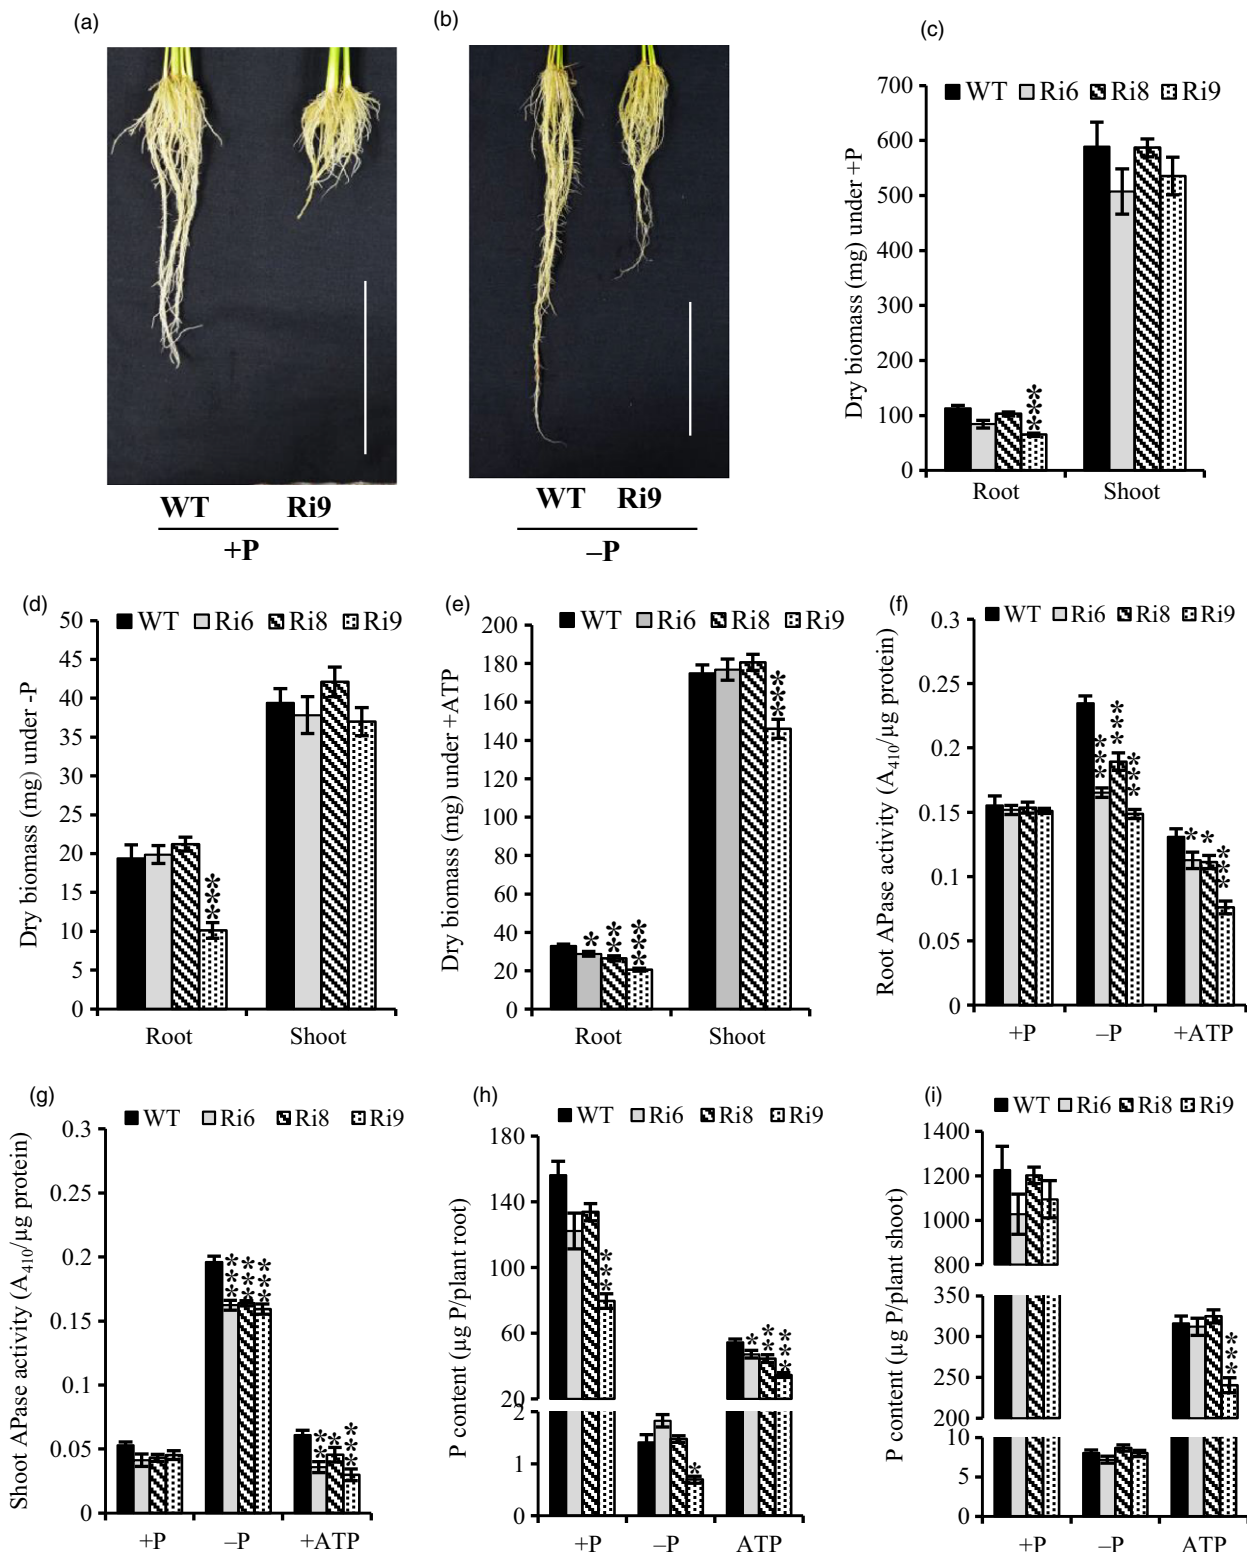 (a)
WT Ri9
+P
(b)
WT Ri9
–P
(c)
WT Ri6 Ri8 Ri9
Dry biomass (mg) under +P
700
600
500
400
300
200
100
0
***
Root Shoot
(d)
WT Ri6 Ri8 Ri9
Dry biomass (mg) under -P
50
45
40
35
30
25
20
15
10
5
0
***
Root Shoot
(e)
WT Ri6 Ri8 Ri9
Dry biomass (mg) under +ATP
200
180
160
140
120
100
80
60
40
20
0
* ** *** ***
Root Shoot
(f)
WT Ri6 Ri8 Ri9
Root APase activity (A₄₁₀/µg protein)
0.3
0.25
0.2
0.15
0.1
0.05
0
*** *** *** * * ***
+P –P +ATP
(g)
WT Ri6 Ri8 Ri9
Shoot APase activity (A₄₁₀/µg protein)
0.3
0.25
0.2
0.15
0.1
0.05
0
*** *** *** ** * ***
+P –P +ATP
(h)
WT Ri6 Ri8 Ri9
P content (µg P/plant root)
180
140
100
60
20
2
1
0
*** * * ** ***
+P –P ATP
(i)
WT Ri6 Ri8 Ri9
P content (µg P/plant shoot)
1400
1200
1000
800
350
300
250
200
10
5
0
***
+P –P ATP